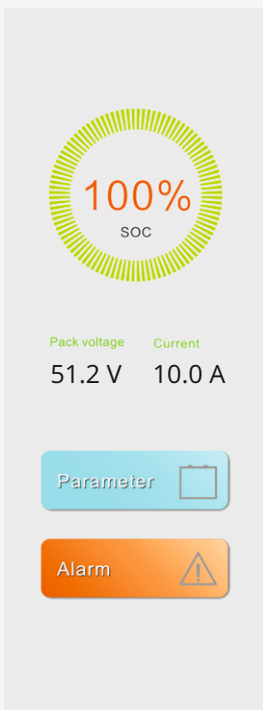 100%
SOC
Pack voltage Current
51.2 V 10.0 A
Parameter
Alarm